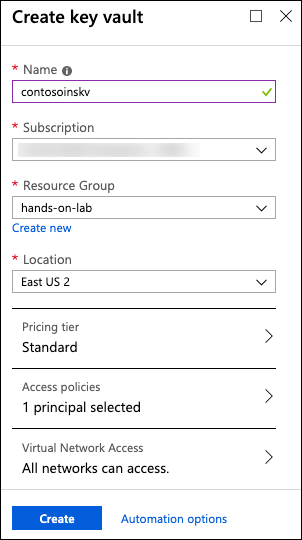 Create key vault
* Name
contosoinskv
* Subscription
* Resource Group
hands-on-lab
Create new
* Location
East US 2
Pricing tier
Standard
Access policies
1 principal selected
Virtual Network Access
All networks can access.
Create
Automation options